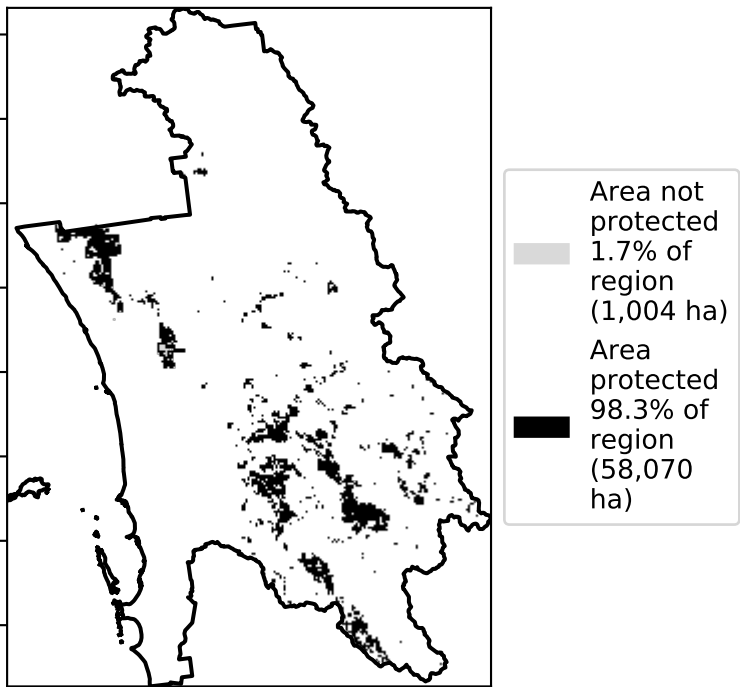 Area not
protected
1.7% of
region
(1,004 ha)
Area
protected
98.3% of
region
(58,070
ha)